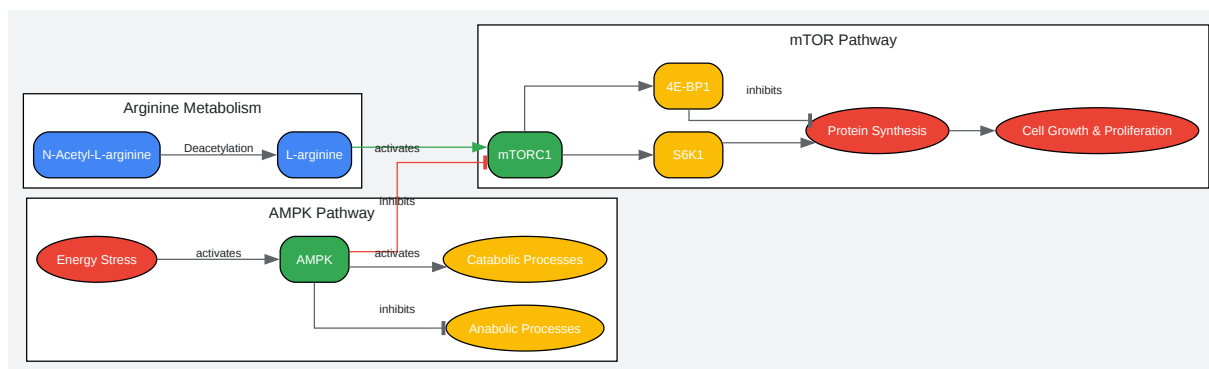 mTOR Pathway
4E-BP1
inhibits
Protein Synthesis
Cell Growth & Proliferation
mTORC1
S6K1
Arginine Metabolism
N-Acetyl-L-arginine
Deacetylation
L-arginine
activates
inhibits
AMPK Pathway
Energy Stress
activates
AMPK
activates
Catabolic Processes
inhibits
Anabolic Processes